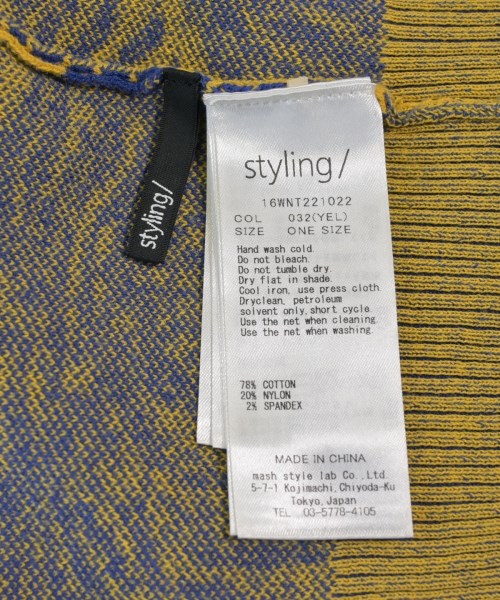 styling/
styling/
16WNT221022
COL 032(YEL)
SIZE ONE SIZE
Hand wash cold.
Do not bleach.
Do not tumble dry.
Dry flat in shade.
Cool iron, use press cloth.
Dryclean, petroleum
solvent only, short cycle.
Use the net when cleaning.
Use the net when washing.
78% COTTON
20% NYLON
2% SPANDEX
MADE IN CHINA
mash style lab Co., Ltd.
5-7-1 Kojimachi, Chiyoda-Ku
Tokyo, Japan
TEL 03-5778-4105